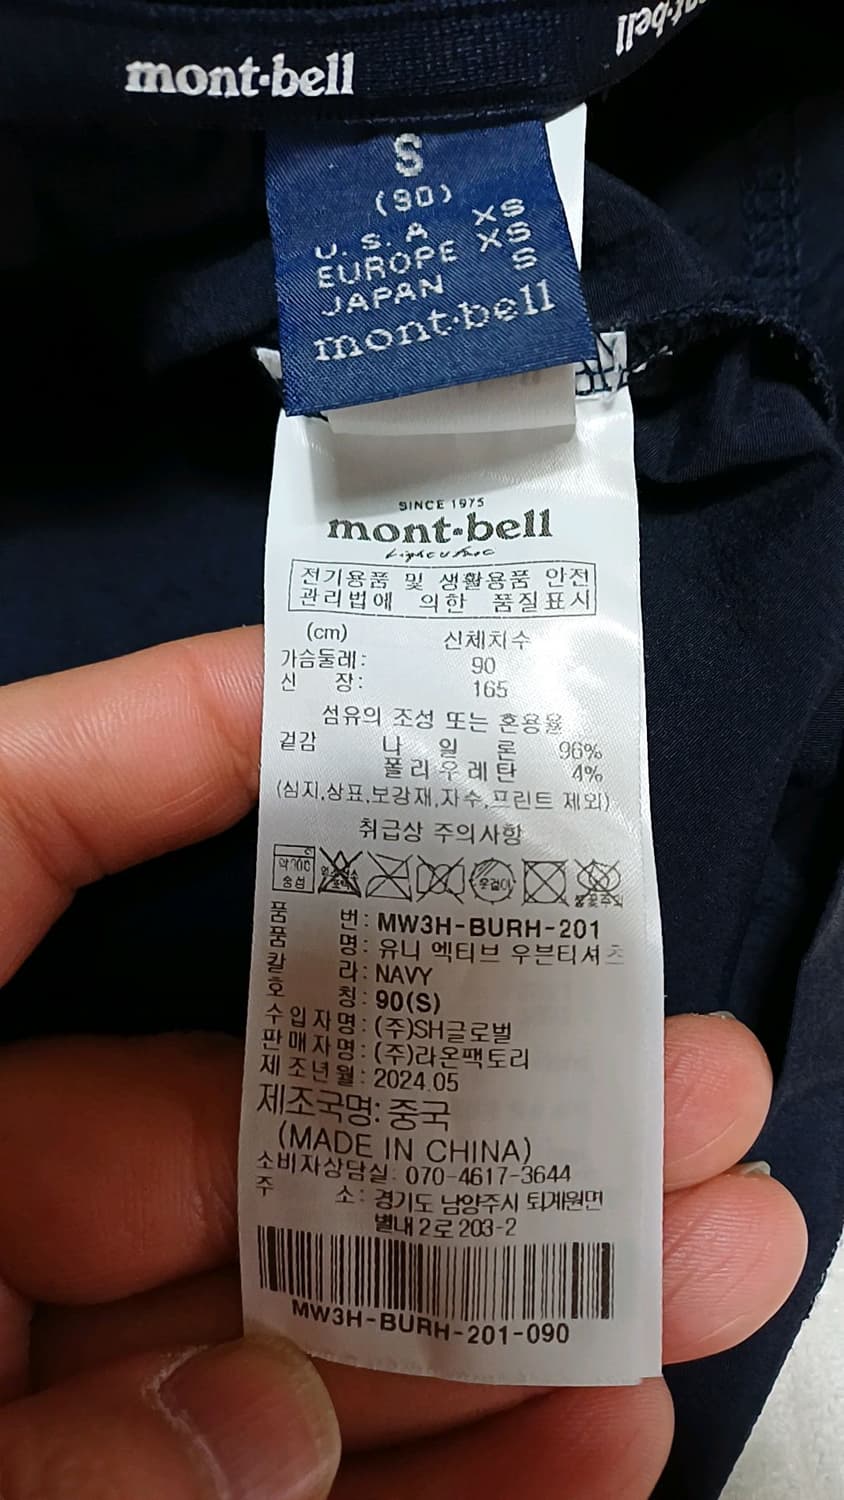 mont-bell
mont-bell
S
(90)
U.S.A XS
EUROPE XS
JAPAN S
mont-bell
SINCE 1975
mont-bell
전기용품 및 생활용품 안전
관리법에 의한 품질표시
(cm) 신체치수
가슴둘레: 90
신 장: 165
섬유의 조성 또는 혼용율
겉감 나 일 론 96%
폴리우레탄 4%
(심지,상표,보강재,자수,프린트 제외)
취급상 주의사항
품 번: MW3H-BURH-201
품 명: 유니 엑티브 우븐티셔츠
칼 라: NAVY
호 칭: 90(S)
수입자명: (주)SH글로벌
판매자명: (주)라온팩토리
제조년월: 2024.05
제조국명: 중국
(MADE IN CHINA)
소비자상담실: 070-4617-3644
주 소: 경기도 남양주시 퇴계원면
별내2로 203-2
MW3H-BURH-201-090